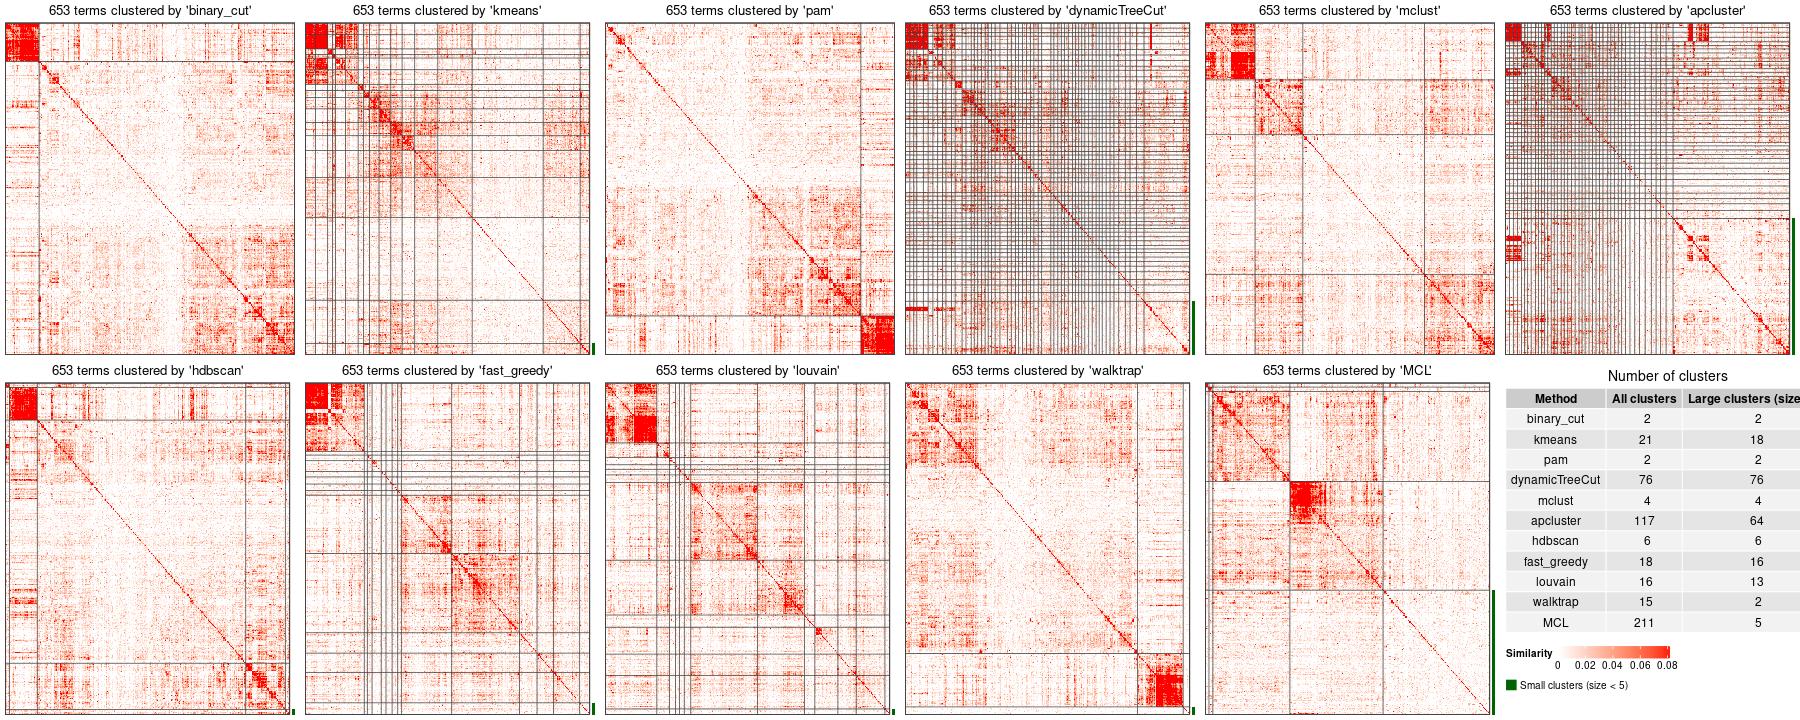 653 terms clustered by 'binary_cut'
653 terms clustered by 'kmeans'
653 terms clustered by 'pam'
653 terms clustered by 'dynamicTreeCut'
653 terms clustered by 'mclust'
653 terms clustered by 'apcluster'
653 terms clustered by 'hdbscan'
653 terms clustered by 'fast_greedy'
653 terms clustered by 'louvain'
653 terms clustered by 'walktrap'
653 terms clustered by 'MCL'
Number of clusters
Method All clusters Large clusters (size
binary_cut 2 2
kmeans 21 18
pam 2 2
dynamicTreeCut 76 76
mclust 4 4
apcluster 117 64
hdbscan 6 6
fast_greedy 18 16
louvain 16 13
walktrap 15 2
MCL 211 5
Similarity
0 0.02 0.04 0.06 0.08
Small clusters (size < 5)